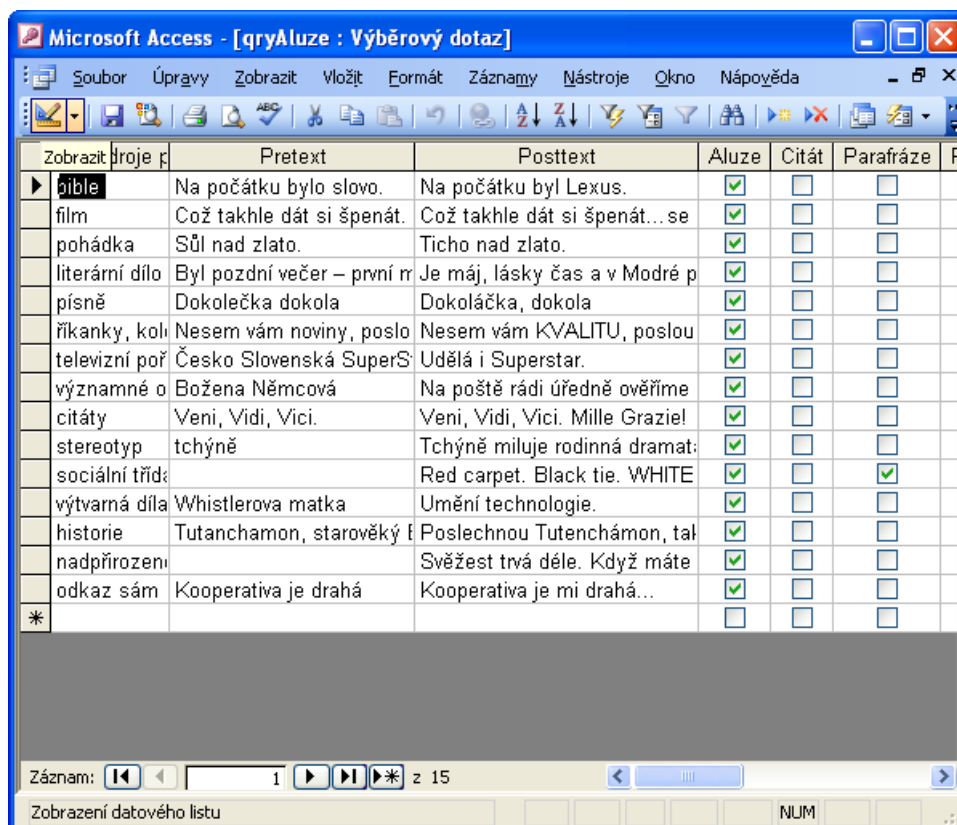 Microsoft Access - [qryAluze : Výběrový dotaz]
Soubor Úpravy Zobrazit Vložit Formát Záznamy Nástroje Okno Nápověda
Zobrazit droje p Pretext Posttext Aluze Citát Parafráze
bible Na počátku bylo slovo. Na počátku byl Lexus.
film Což takhle dát si špenát. Což takhle dát si špenát...se
pohádka Sůl nad zlato. Ticho nad zlato.
literární dílo Byl pozdní večer – první m Je máj, lásky čas a v Modré p
písně Dokolečka dokola Dokoláčka, dokola
říkanky, kol Nesem vám noviny, poslo Nesem vám KVALITU, poslou
televizní poř Česko Slovenská SuperS Udělá i Superstar.
významné o Božena Němcová Na poště rádi úředně ověříme
citáty Veni, Vidi, Vici. Veni, Vidi, Vici. Mille Grazie!
stereotyp tchýně Tchýně miluje rodinná dramat
sociální tříd Red carpet. Black tie. WHITE
výtvarná díla Whistlerova matka Umění technologie.
historie Tutanchamon, starověký Poslechnou Tutenchámon, tak
nadpřirozen Svěžest trvá déle. Když máte
odkaz sám Kooperativa je drahá Kooperativa je mi drahá...
Záznam: 1 z 15
Zobrazení datového listu NUM